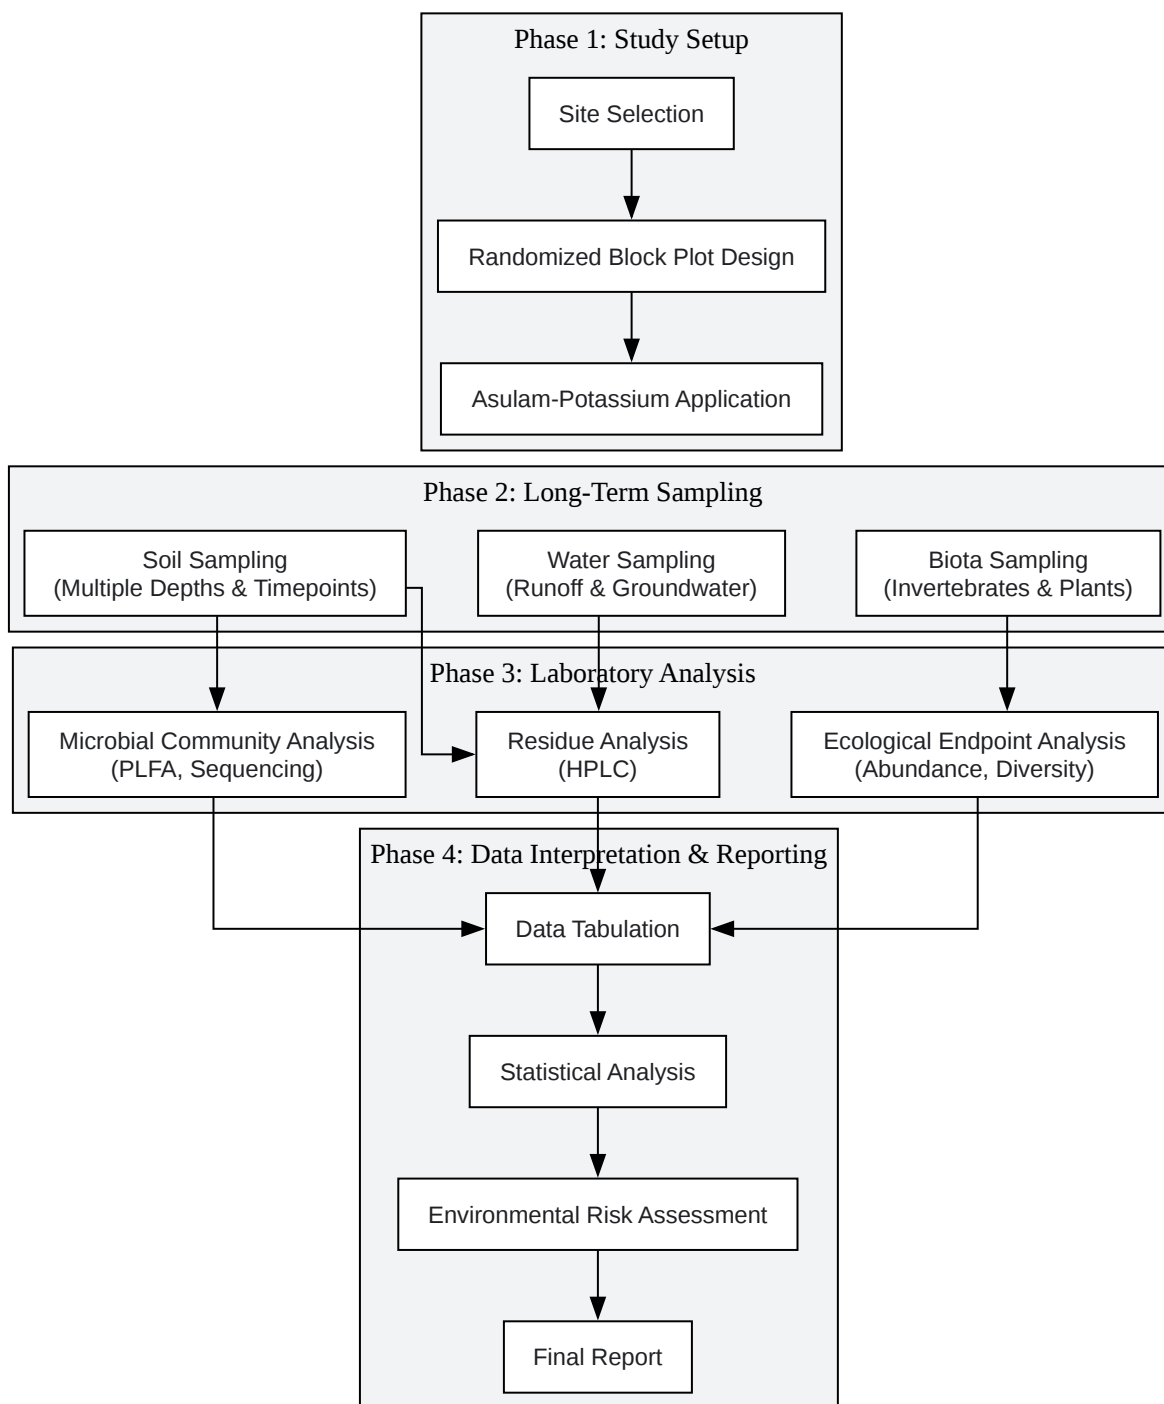 Phase 1: Study Setup
Site Selection
Randomized Block Plot Design
Asulam-Potassium Application
Phase 2: Long-Term Sampling
Soil Sampling
(Multiple Depths & Timepoints)
Water Sampling
(Runoff & Groundwater)
Biota Sampling
(Invertebrates & Plants)
Phase 3: Laboratory Analysis
Microbial Community Analysis
(PLFA, Sequencing)
Residue Analysis
(HPLC)
Ecological Endpoint Analysis
(Abundance, Diversity)
Phase 4: Data Interpretation & Reporting
Data Tabulation
Statistical Analysis
Environmental Risk Assessment
Final Report